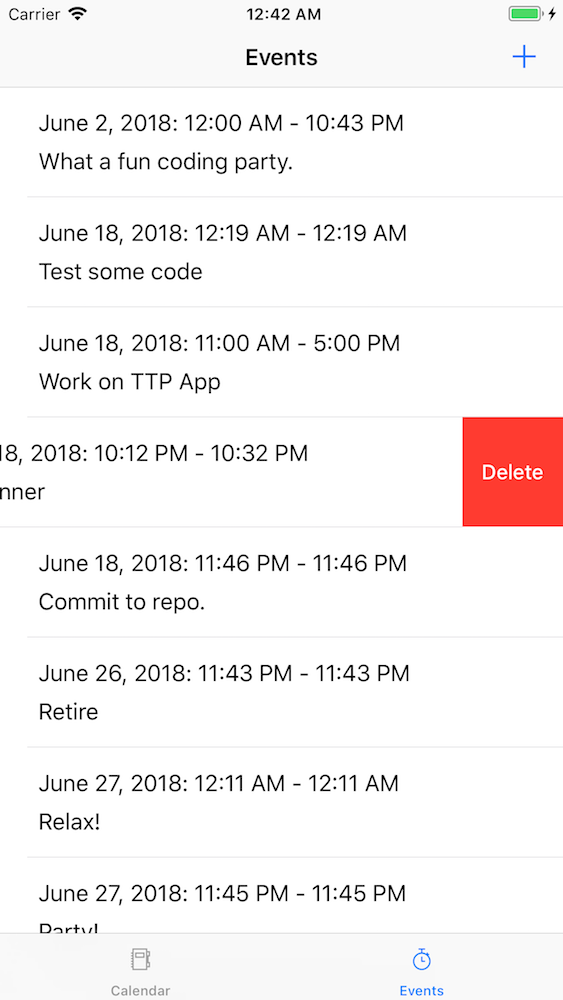 Carrier 12:42 AM
Events
June 2, 2018: 12:00 AM - 10:43 PM
What a fun coding party.
June 18, 2018: 12:19 AM - 12:19 AM
Test some code
June 18, 2018: 11:00 AM - 5:00 PM
Work on TTP App
18, 2018: 10:12 PM - 10:32 PM
nner
Delete
June 18, 2018: 11:46 PM - 11:46 PM
Commit to repo.
June 26, 2018: 11:43 PM - 11:43 PM
Retire
June 27, 2018: 12:11 AM - 12:11 AM
Relax!
June 27, 2018: 11:45 PM - 11:45 PM
Party!
Calendar Events